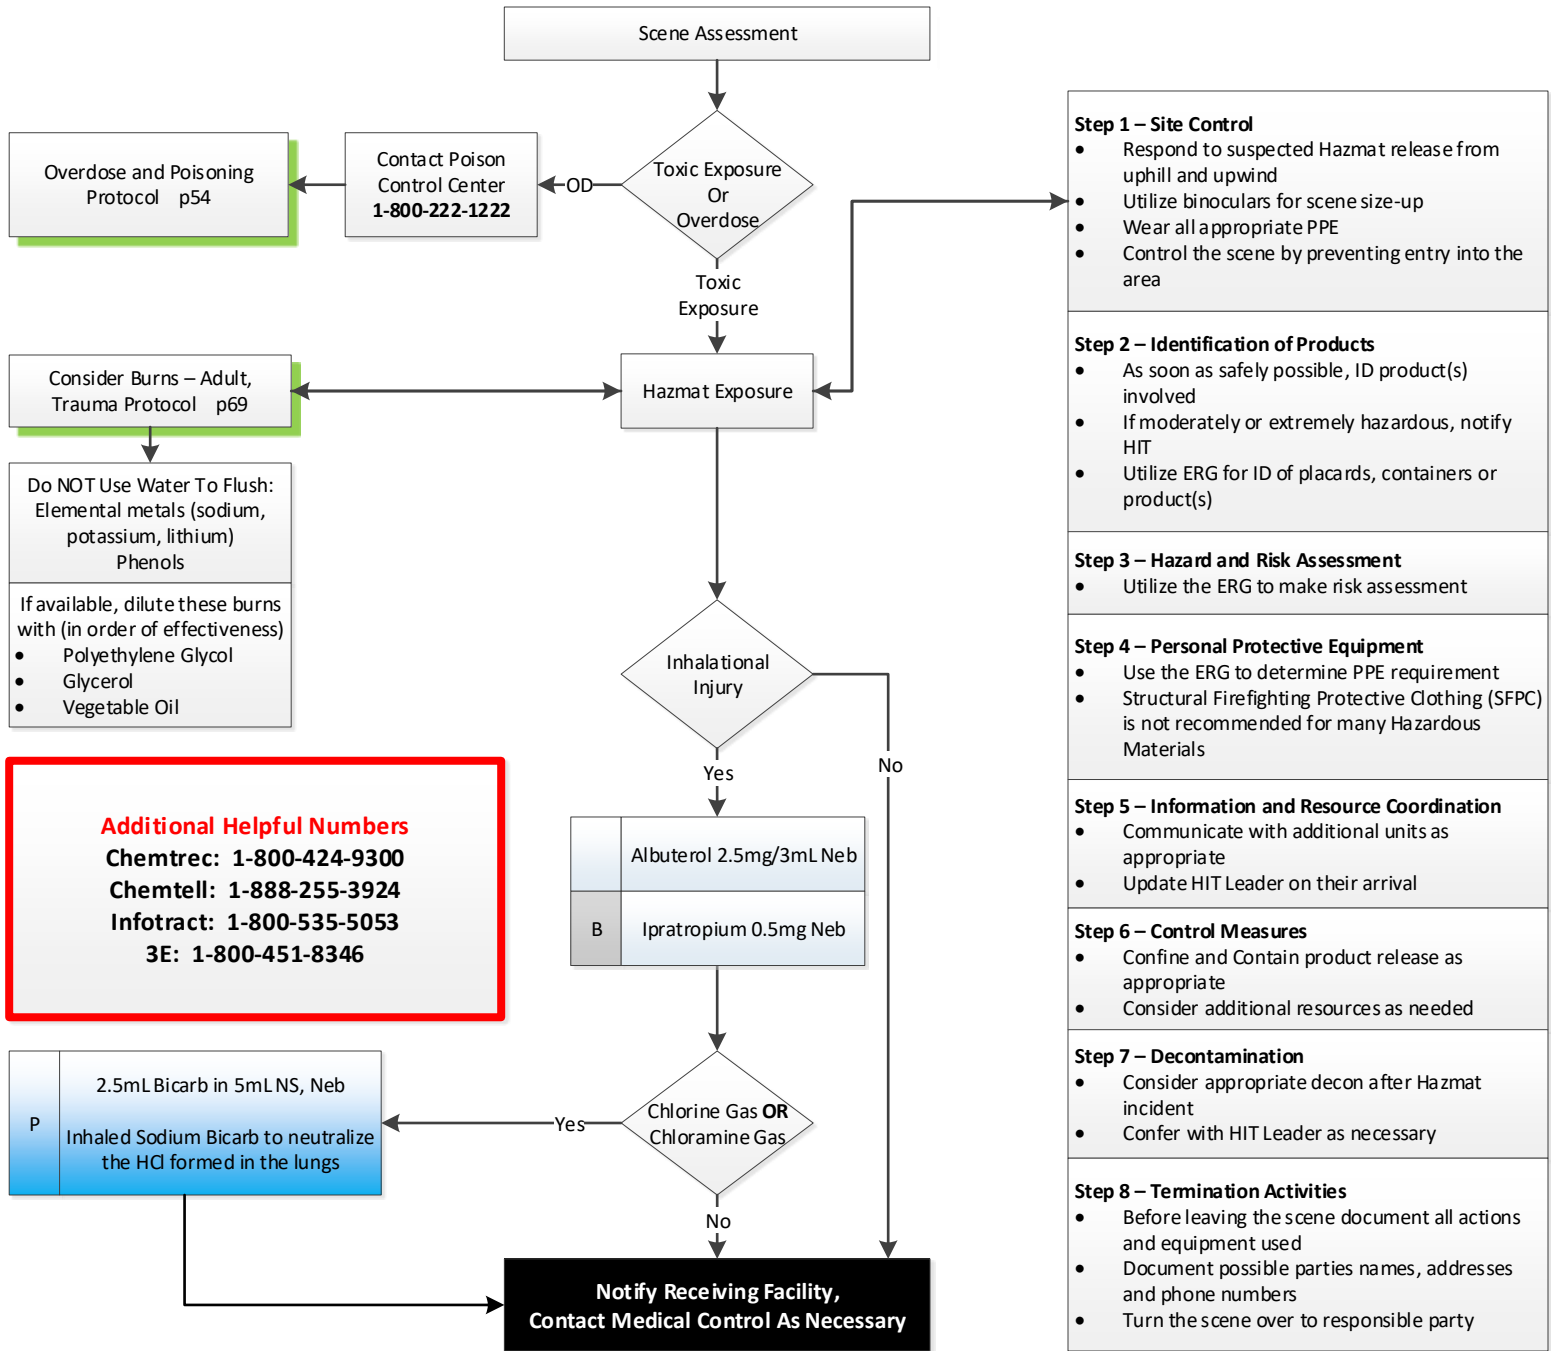 Scene Assessment
Toxic Exposure
Or
Overdose
OD
Contact Poison
Control Center
1-800-222-1222
Overdose and Poisoning
Protocol p54
Toxic
Exposure
Hazmat Exposure
Consider Burns – Adult,
Trauma Protocol p69
Do NOT Use Water To Flush:
Elemental metals (sodium,
potassium, lithium)
Phenols
If available, dilute these burns
with (in order of effectiveness)
• Polyethylene Glycol
• Glycerol
• Vegetable Oil
Inhalational
Injury
Yes
No
Albuterol 2.5mg/3mL Neb
B
Ipratropium 0.5mg Neb
Additional Helpful Numbers
Chemtrec: 1-800-424-9300
Chemtell: 1-888-255-3924
Infotract: 1-800-535-5053
3E: 1-800-451-8346
Chlorine Gas OR
Chloramine Gas
Yes
No
P
2.5mL Bicarb in 5mL NS, Neb
Inhaled Sodium Bicarb to neutralize
the HCl formed in the lungs
Notify Receiving Facility,
Contact Medical Control As Necessary
Step 1 – Site Control
• Respond to suspected Hazmat release from
uphill and upwind
• Utilize binoculars for scene size-up
• Wear all appropriate PPE
• Control the scene by preventing entry into the
area
Step 2 – Identification of Products
• As soon as safely possible, ID product(s)
involved
• If moderately or extremely hazardous, notify
HIT
• Utilize ERG for ID of placards, containers or
product(s)
Step 3 – Hazard and Risk Assessment
• Utilize the ERG to make risk assessment
Step 4 – Personal Protective Equipment
• Use the ERG to determine PPE requirement
• Structural Firefighting Protective Clothing (SFPC)
is not recommended for many Hazardous
Materials
Step 5 – Information and Resource Coordination
• Communicate with additional units as
appropriate
• Update HIT Leader on their arrival
Step 6 – Control Measures
• Confine and Contain product release as
appropriate
• Consider additional resources as needed
Step 7 – Decontamination
• Consider appropriate decon after Hazmat
incident
• Confer with HIT Leader as necessary
Step 8 – Termination Activities
• Before leaving the scene document all actions
and equipment used
• Document possible parties names, addresses
and phone numbers
• Turn the scene over to responsible party